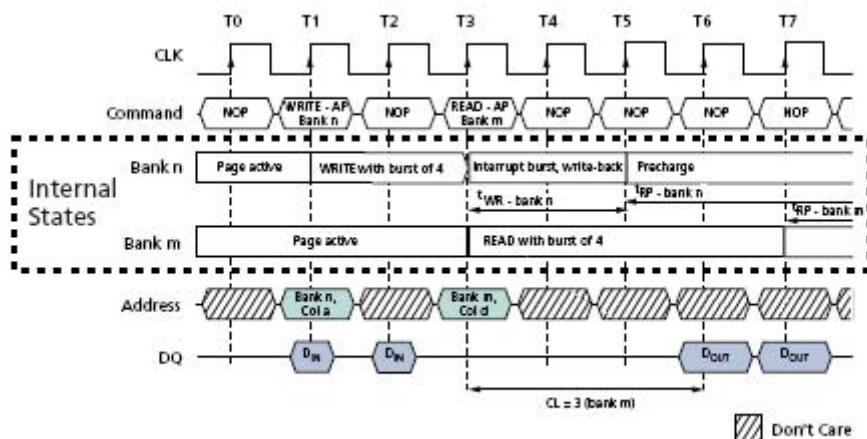 T0 T1 T2 T3 T4 T5 T6 T7
CLK
Command NOP WRITE - AP Bank n NOP READ - AP Bank m NOP NOP NOP NOP
Internal States
Bank n Page active WRITE with burst of 4 Interrupt burst, write-back Precharge
tWR - bank n tRP - bank n
tRP - bank m
Bank m Page active READ with burst of 4
Address Bank n, Col a Bank m, Col d
DQ DIN DIN DOUT DOUT
CL = 3 (bank m)
Don't Care